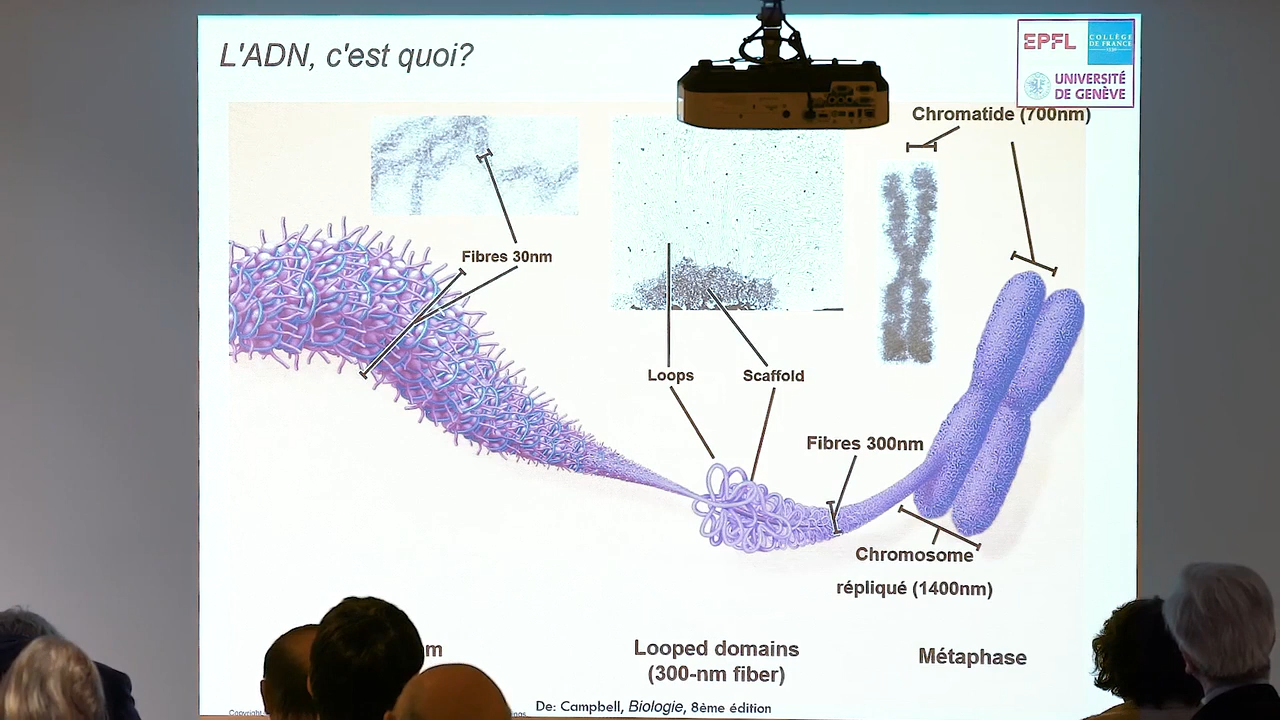 L'ADN, c'est quoi?
EPFL
COLLÈGE
DE FRANCE
UNIVERSITÉ
DE GENÈVE
Chromatide (700nm)
Fibres 30nm
Loops
Scaffold
Fibres 300nm
Chromosome
répliqué (1400nm)
m
Looped domains
(300-nm fiber)
Métaphase
De: Campbell, Biologie, 8ème édition